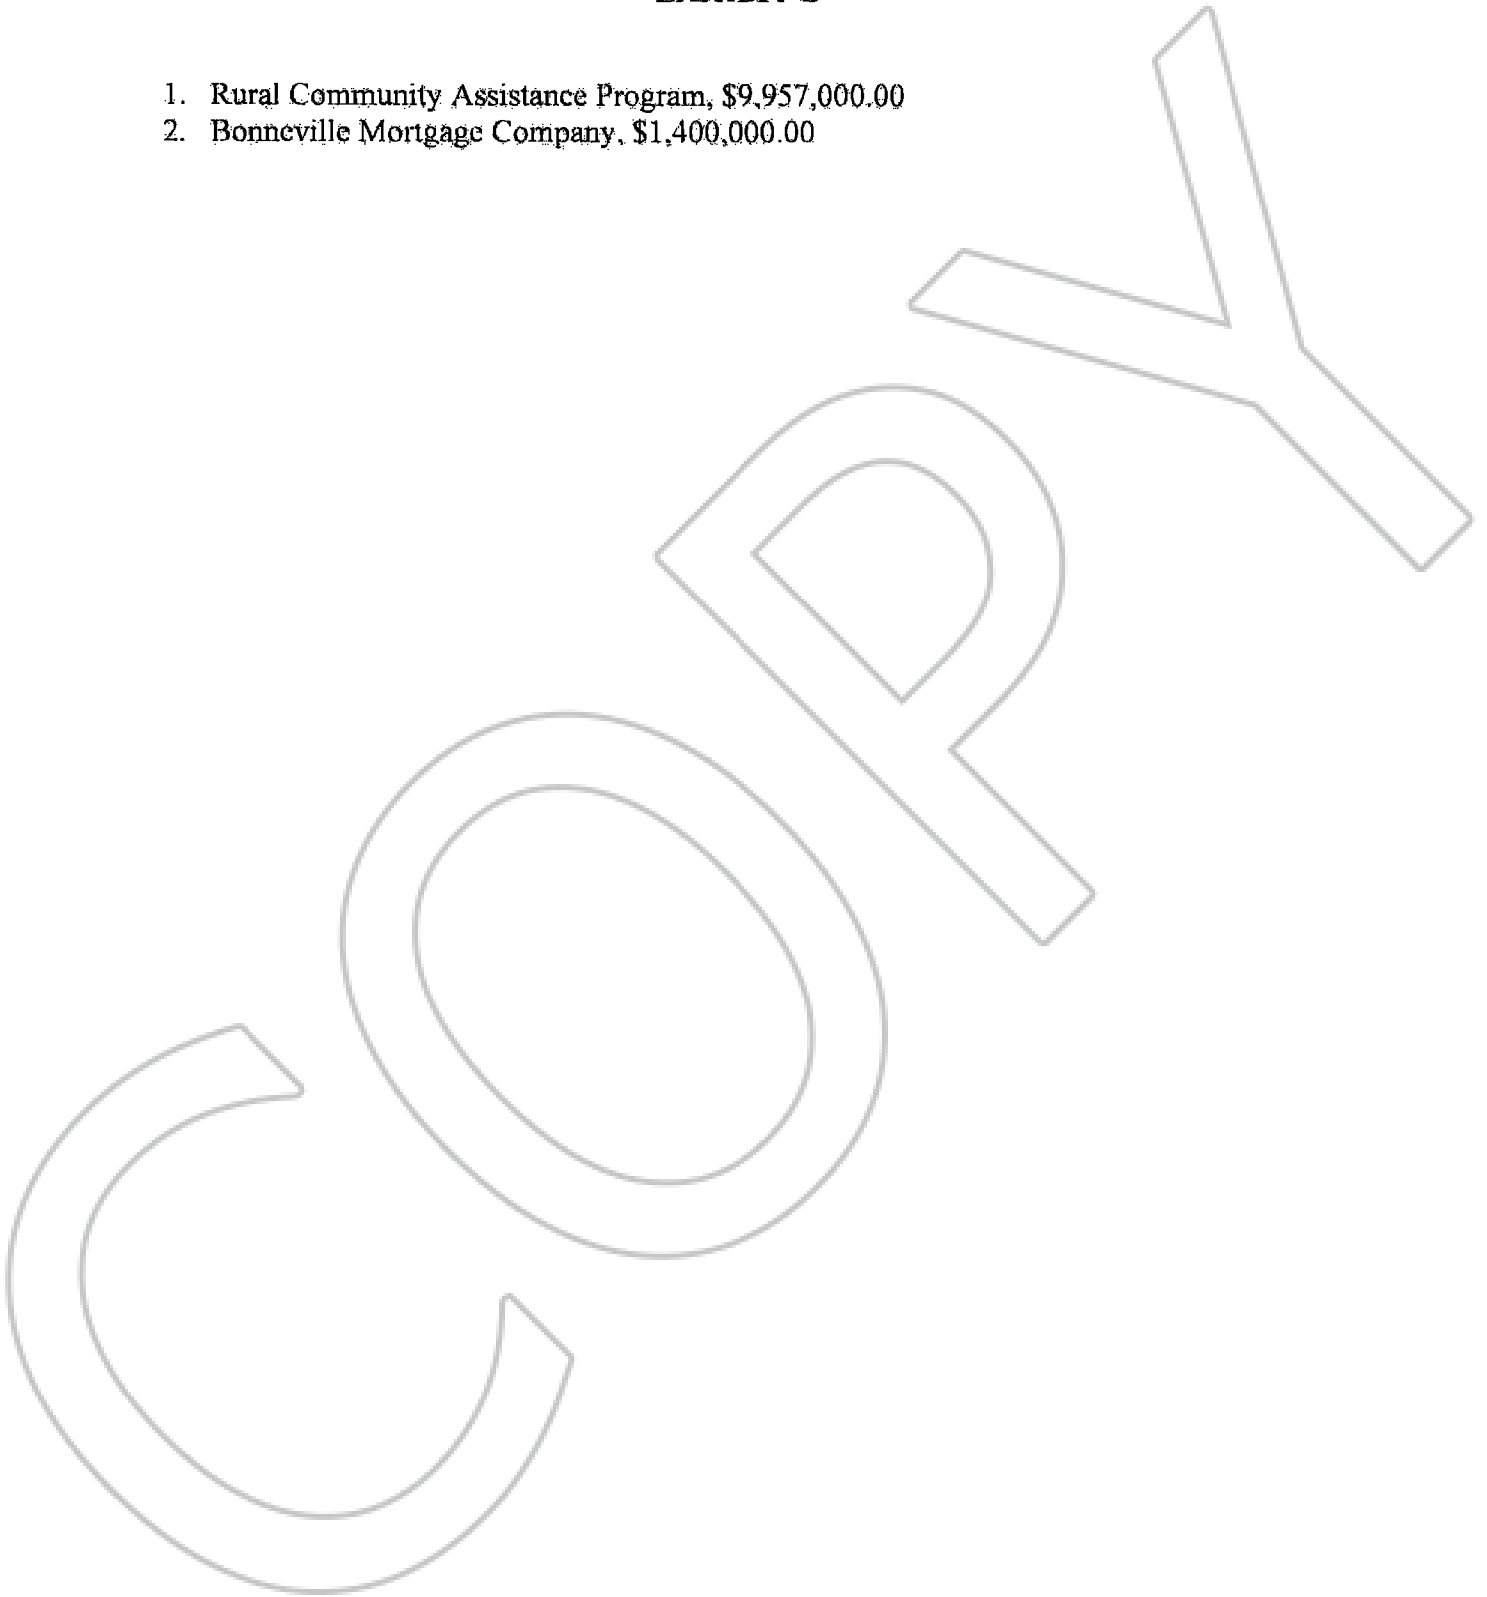 1. Rural Community Assistance Program, $9,957,000.00
2. Bonneville Mortgage Company, $1,400,000.00
COPY